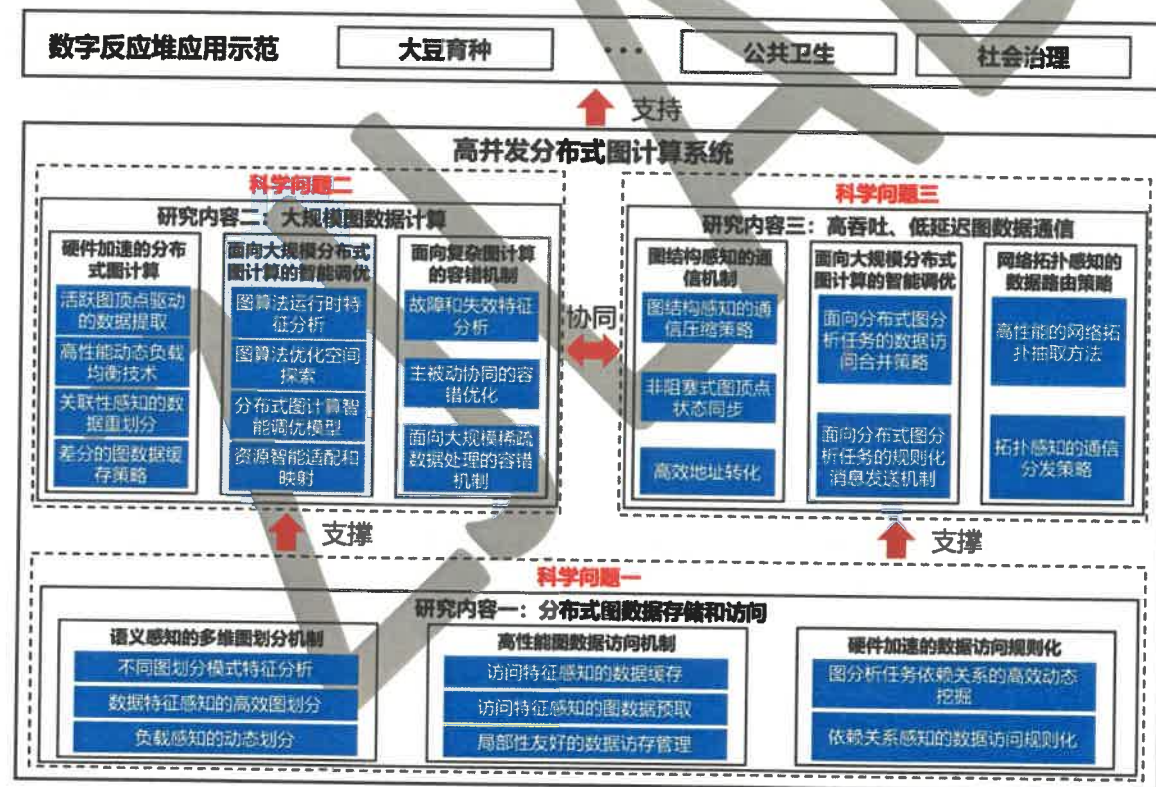 数字反应堆应用示范
大豆育种
...
公共卫生
社会治理
支持
高并发分布式图计算系统
科学问题二
研究内容二：大规模图数据计算
硬件加速的分布
式图计算
活跃图顶点驱动
的数据提取
高性能动态负载
均衡技术
关联性感知的数
据重划分
差分的图数据缓
存策略
面向大规模分布式
图计算的智能调优
图算法运行时特
征分析
图算法优化空间
探索
分布式图计算智
能调优模型
资源智能适配和
映射
面向复杂图计算
的容错机制
故障和失效特征
分析
主被动协同的容
错优化
面向大规模稀疏
数据处理的容错
机制
协同
科学问题三
研究内容三：高吞吐、低延迟图数据通信
图结构感知的通
信机制
图结构感知的通
信压缩策略
非阻塞式图顶点
状态同步
高效地址转化
面向大规模分布式
图计算的智能调优
面向分布式图分
析任务的数据访
问合并策略
面向分布式图分
析任务的规则化
消息发送机制
网络拓扑感知的
数据路由策略
高性能的网络拓
扑抽取方法
拓扑感知的通信
分发策略
支撑
支撑
科学问题一
研究内容一：分布式图数据存储和访问
语义感知的多维图划分机制
不同图划分模式特征分析
数据特征感知的高效图划分
负载感知的动态划分
高性能图数据访问机制
访问特征感知的数据缓存
访问特征感知的图数据预取
局部性友好的数据访存管理
硬件加速的数据访问规则化
图分析任务依赖关系的高效动态
挖掘
依赖关系感知的数据访问规则化